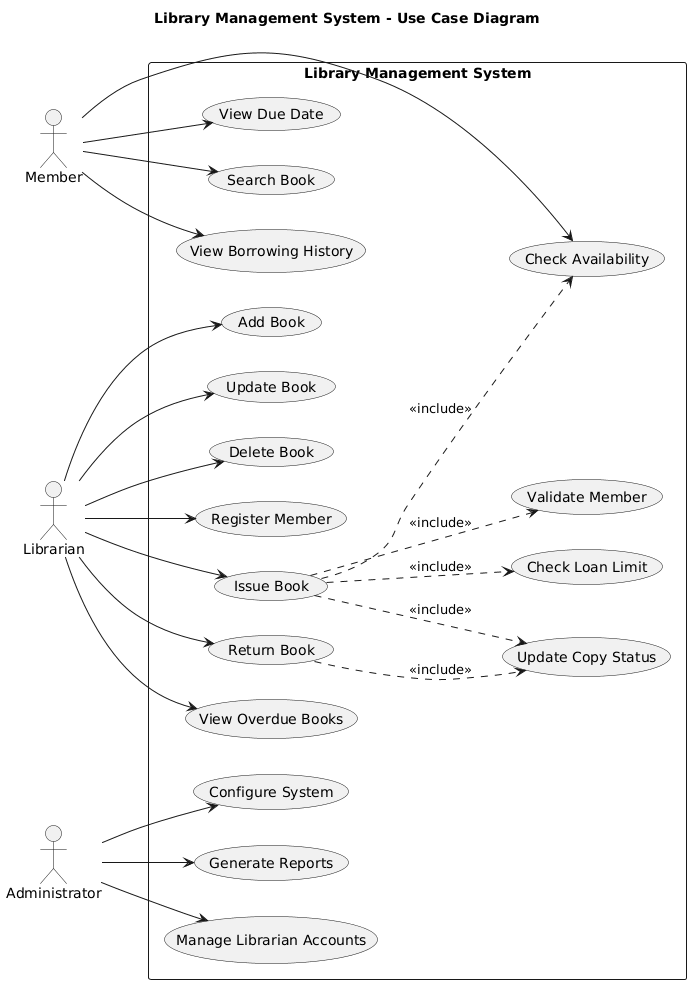 Library Management System - Use Case Diagram
Library Management System
View Due Date
Member
Search Book
View Borrowing History
Check Availability
Add Book
Update Book
«include»
Delete Book
Validate Member
Register Member
«include»
Librarian
Check Loan Limit
«include»
Issue Book
«include»
Return Book
Update Copy Status
«include»
View Overdue Books
Configure System
Generate Reports
Administrator
Manage Librarian Accounts